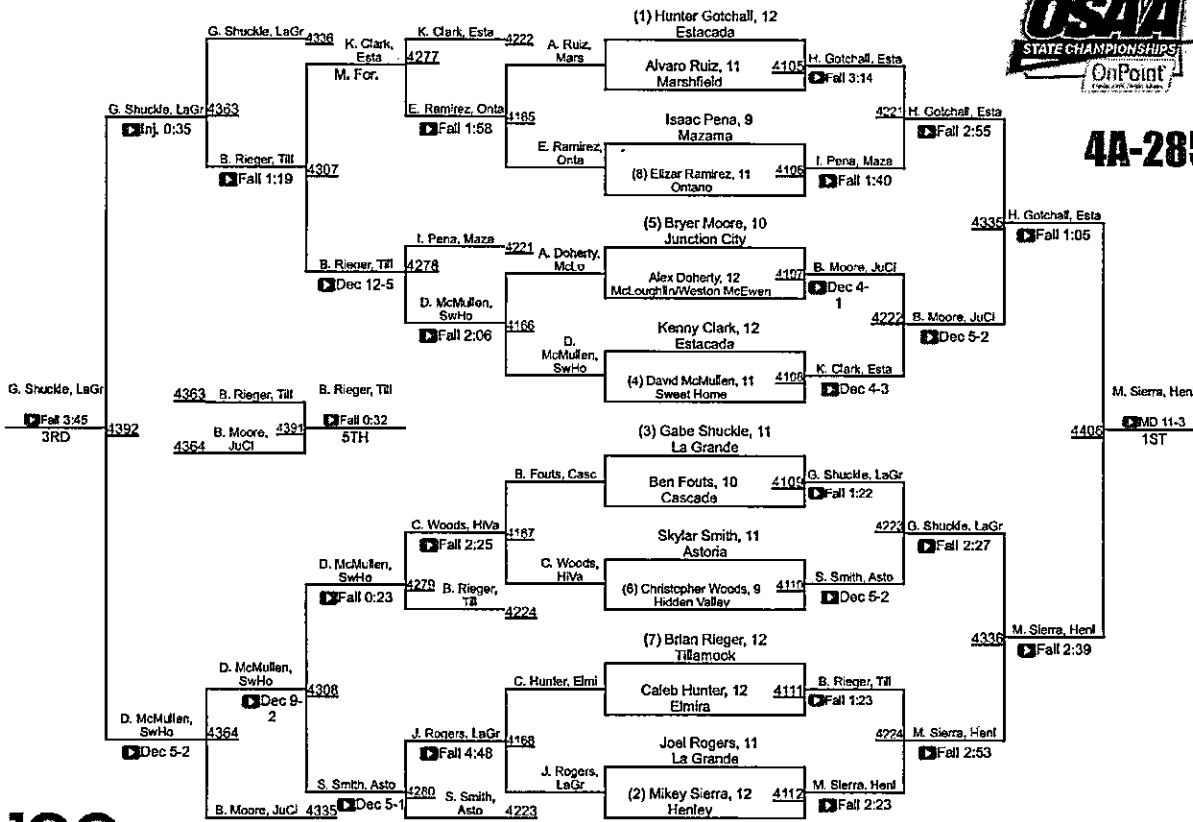 OSAA
STATE CHAMPIONSHIPS
OnPoint
4A-285
(1) Hunter Gotchall, 12
Estacada
Alvaro Ruiz, 11
Marshfield
4105
Isaac Pena, 9
Mazama
(8) Elizar Ramirez, 11
Ontario
4106
(5) Bryer Moore, 10
Junction City
Alex Doherty, 12
McLoughlin/Weston McEwen
4107
Kenny Clark, 12
Estacada
(4) David McMullen, 11
Sweet Home
4108
(3) Gabe Shuckle, 11
La Grande
Ben Fouts, 10
Cascade
4109
Skylar Smith, 11
Astoria
(6) Christopher Woods, 9
Hidden Valley
4110
(7) Brian Rieger, 12
Tillamook
Caleb Hunter, 12
Elmira
4111
Joel Rogers, 11
La Grande
(2) Mikey Sierra, 12
Henley
4112
H. Gotchall, Esta
Fall 3:14
4221
I. Pena, Maza
Fall 1:40
B. Moore, JuCi
Dec 4-
1
4222
K. Clark, Esta
Dec 4-3
G. Shuckle, LaGr
Fall 1:22
4223
S. Smith, Asto
Dec 5-2
B. Rieger, Till
Fall 1:23
4224
M. Sierra, Henl
Fall 2:23
H. Gotchall, Esta
Fall 2:55
4335
B. Moore, JuCi
Dec 5-2
G. Shuckle, LaGr
Fall 2:27
4336
M. Sierra, Henl
Fall 2:53
H. Gotchall, Esta
Fall 1:05
4406
M. Sierra, Henl
Fall 2:39
M. Sierra, Hen
MD 11-3
1ST
A. Ruiz,
Mars
4165
E. Ramirez,
Onta
A. Doherty,
McLo
4166
D.
McMullen,
SwHo
B. Fouts, Casc
4167
C. Woods,
HiVa
C. Hunter, Elmi
4168
J. Rogers,
LaGr
K. Clark, Esta
4222
4277
E. Ramirez, Onta
Fall 1:58
I. Pena, Maza
4221
4278
D. McMullen,
SwHo
Fall 2:06
C. Woods, HiVa
Fall 2:25
4279
B. Rieger,
Till
4224
J. Rogers, LaGr
Fall 4:48
4280
S. Smith,
Asto
4223
K. Clark,
Esta
M. For.
4307
B. Rieger, Till
Dec 12-5
D. McMullen,
SwHo
Fall 0:23
4308
S. Smith, Asto
Dec 5-1
G. Shuckle, LaGr
4336
4363
B. Rieger, Till
Fall 1:19
D. McMullen,
SwHo
Dec 9-
2
4364
B. Moore, JuCi
4335
G. Shuckle, LaGr
Inj. 0:35
4392
D. McMullen,
SwHo
Dec 5-2
G. Shuckle, LaGr
Fall 3:45
3RD
4363
B. Rieger, Till
4391
4364
B. Moore,
JuCi
B. Rieger, Till
Fall 0:32
5TH